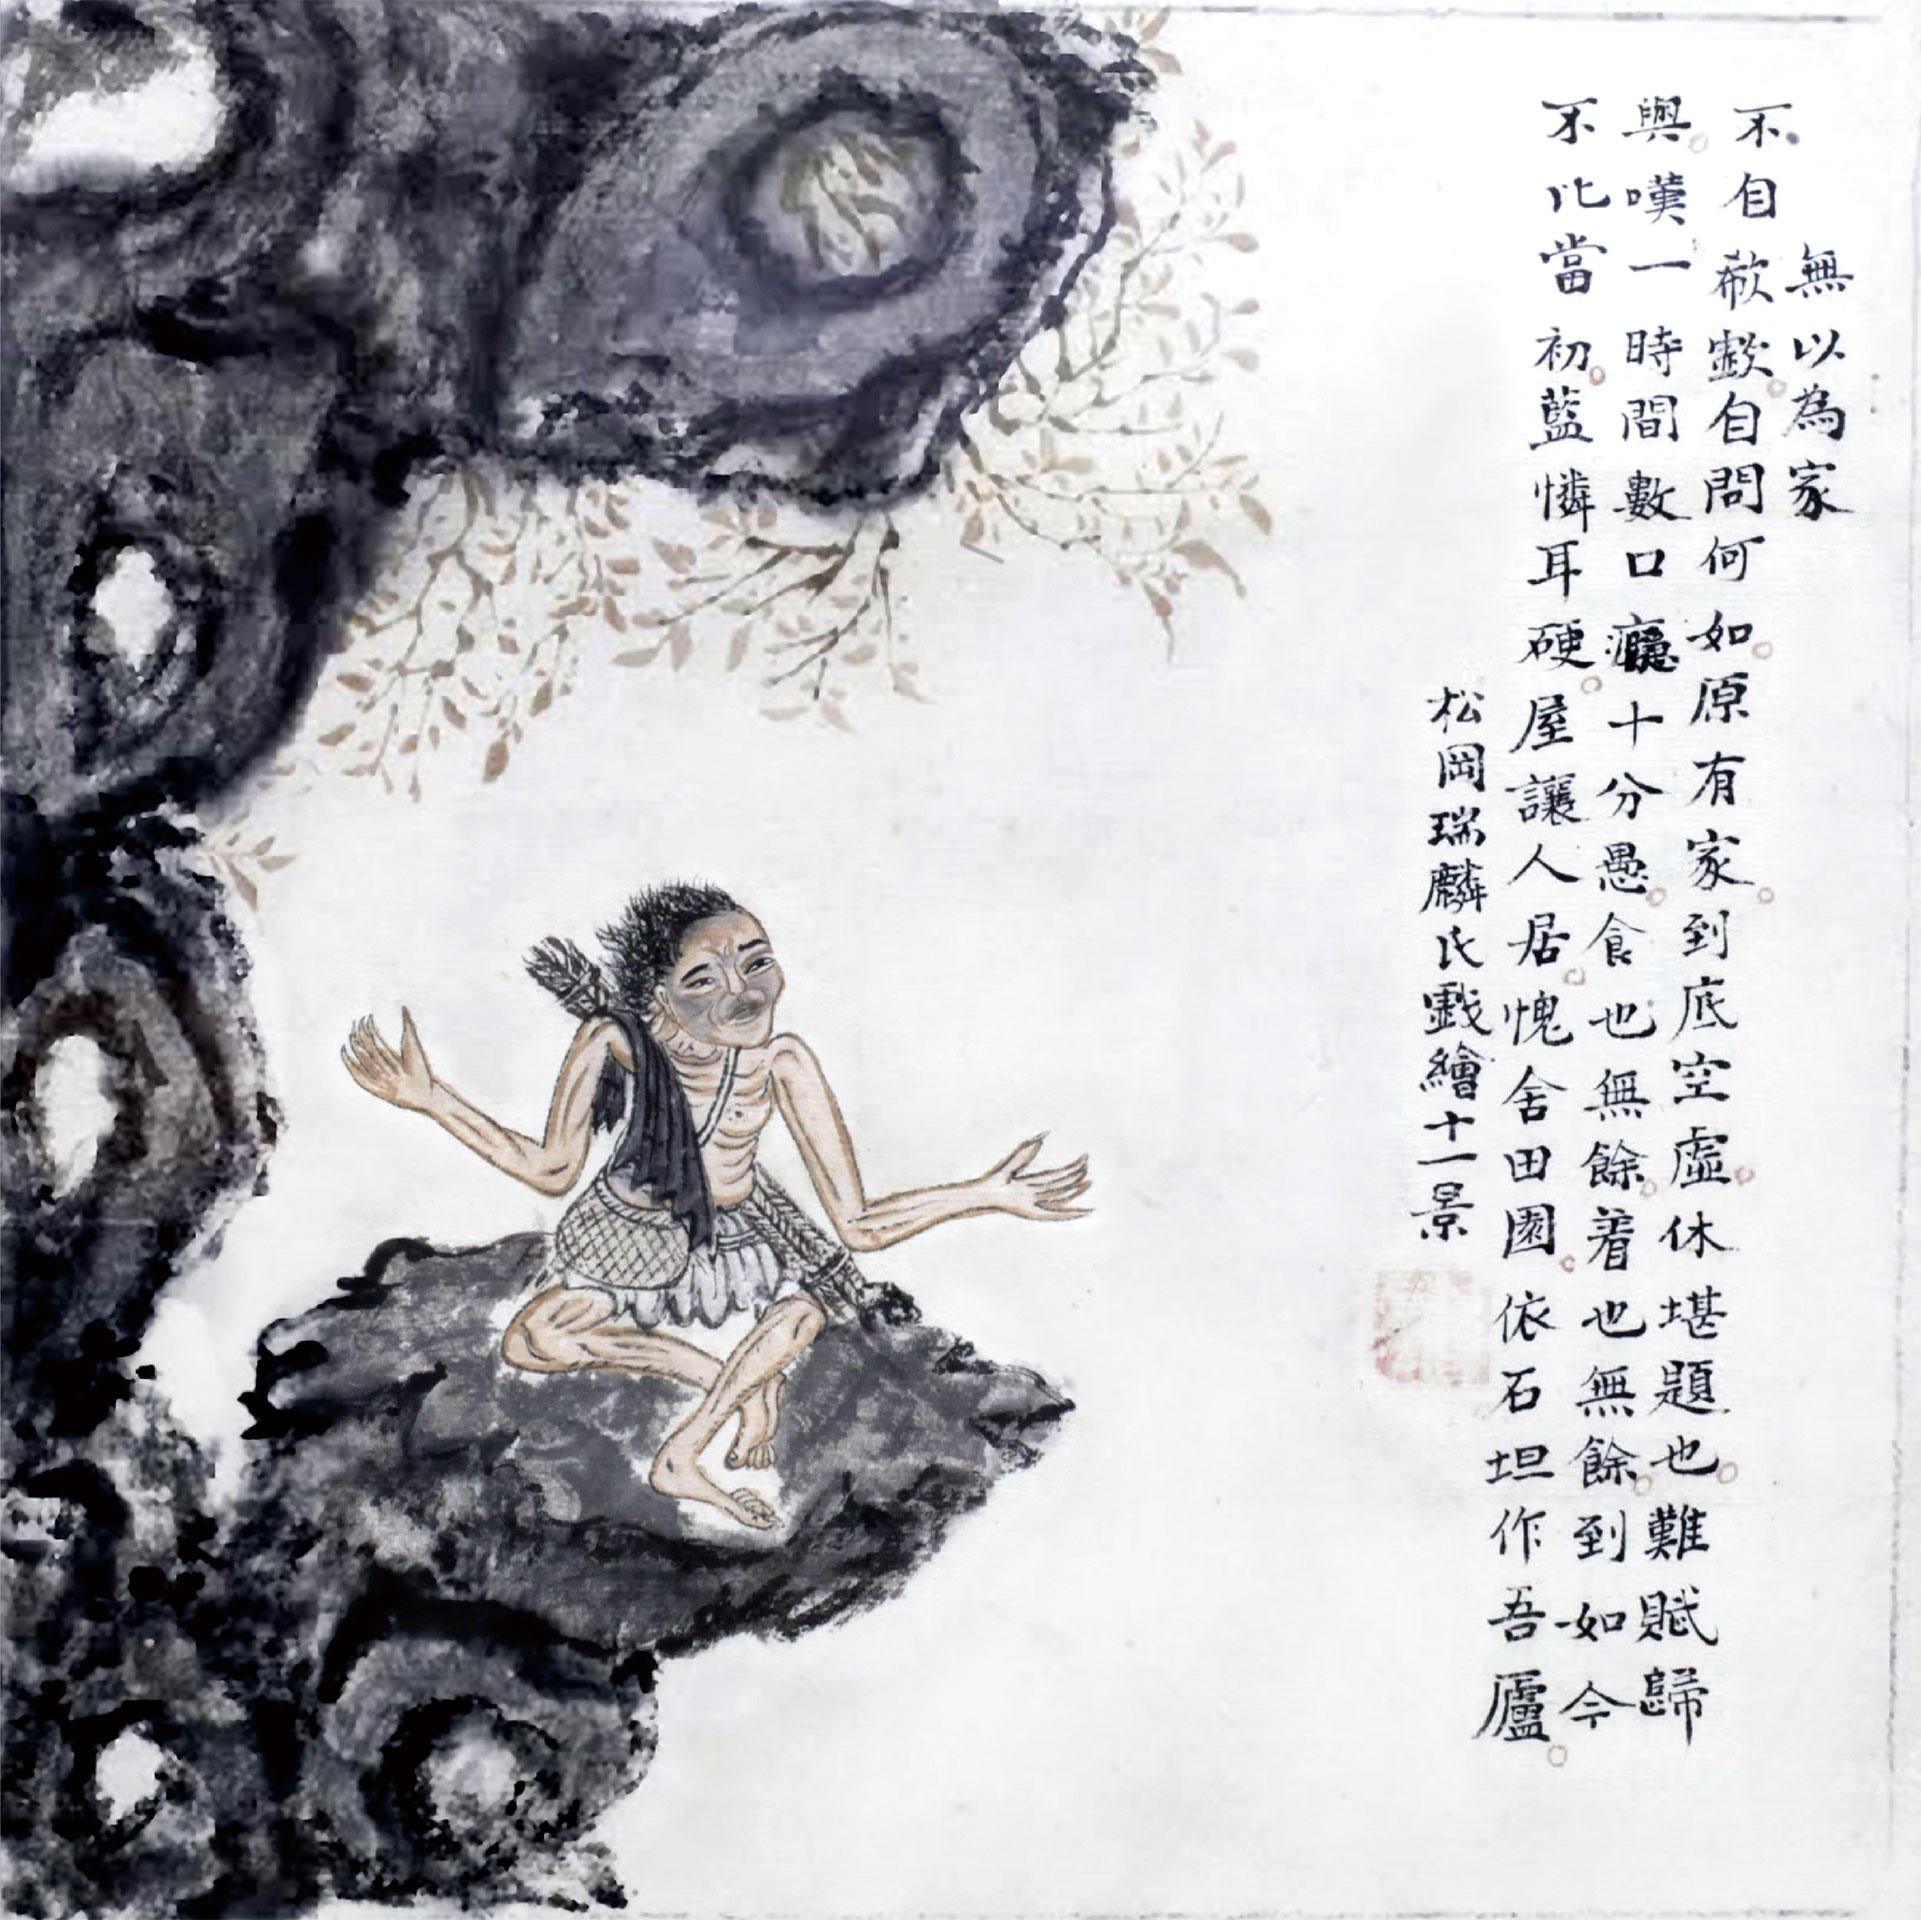 無以為家
不自欷歔自問何如原有家到底空虛休堪題也難賦歸
與嘆一時間數口癮十分愚食也無餘着也無餘到如今
不比當初藍憐耳硬屋讓人居愧舍田園依石坦作吾廬
松岡瑞麟氏戲繪十一景